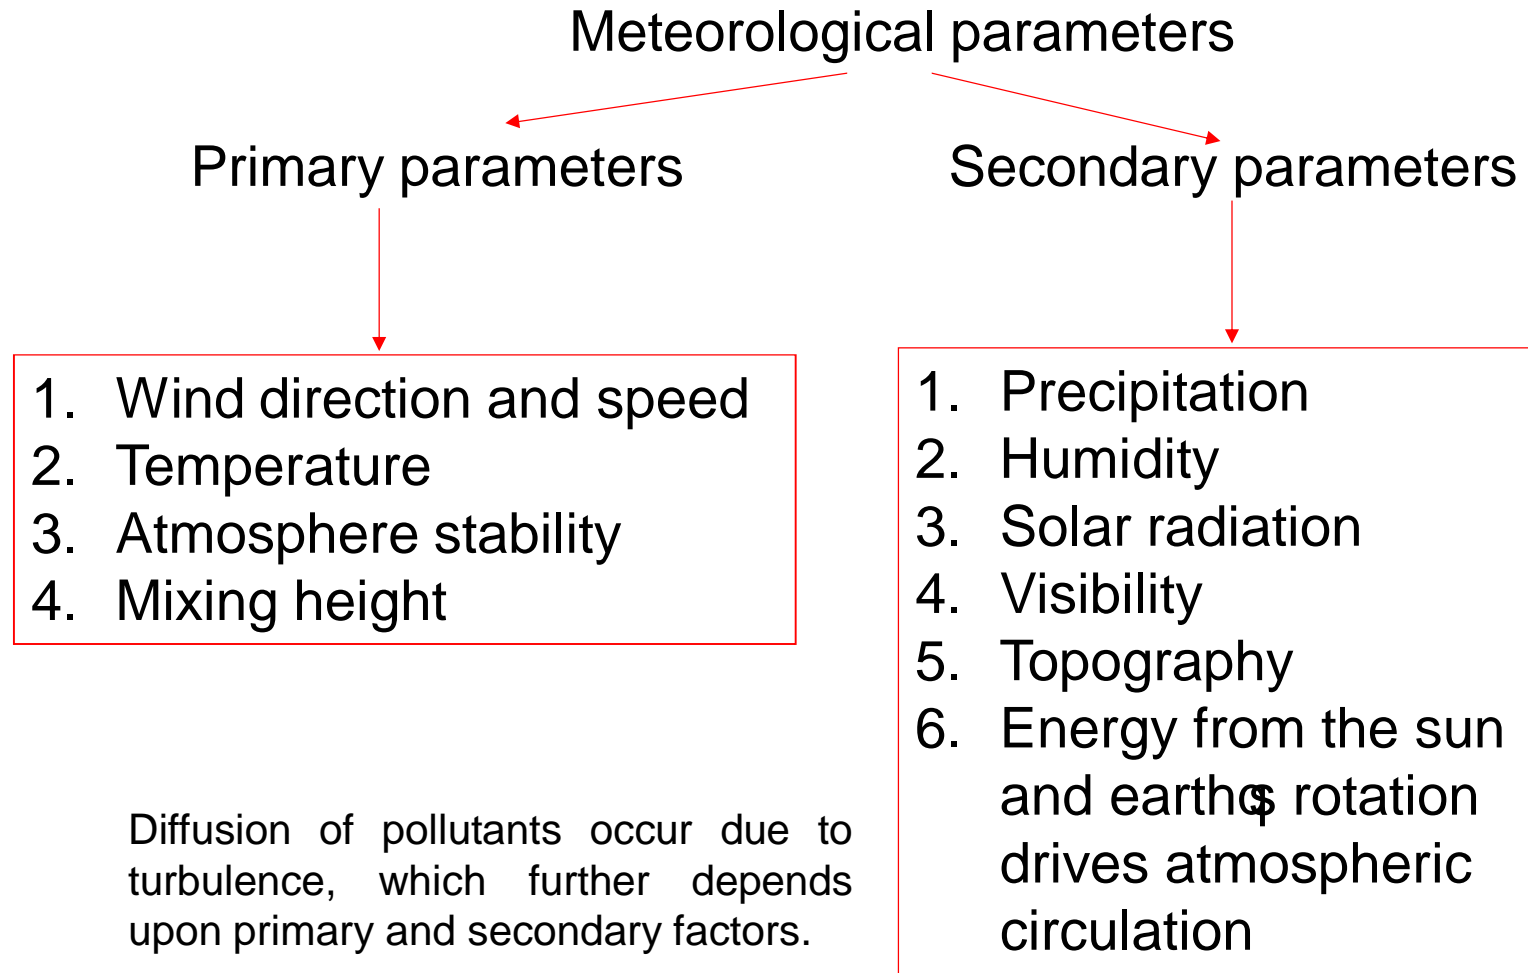 Meteorological parameters
Primary parameters
Secondary parameters
1. Wind direction and speed
2. Temperature
3. Atmosphere stability
4. Mixing height
1. Precipitation
2. Humidity
3. Solar radiation
4. Visibility
5. Topography
6. Energy from the sun
and earthqs rotation
drives atmospheric
circulation
Diffusion of pollutants occur due to
turbulence, which further depends
upon primary and secondary factors.